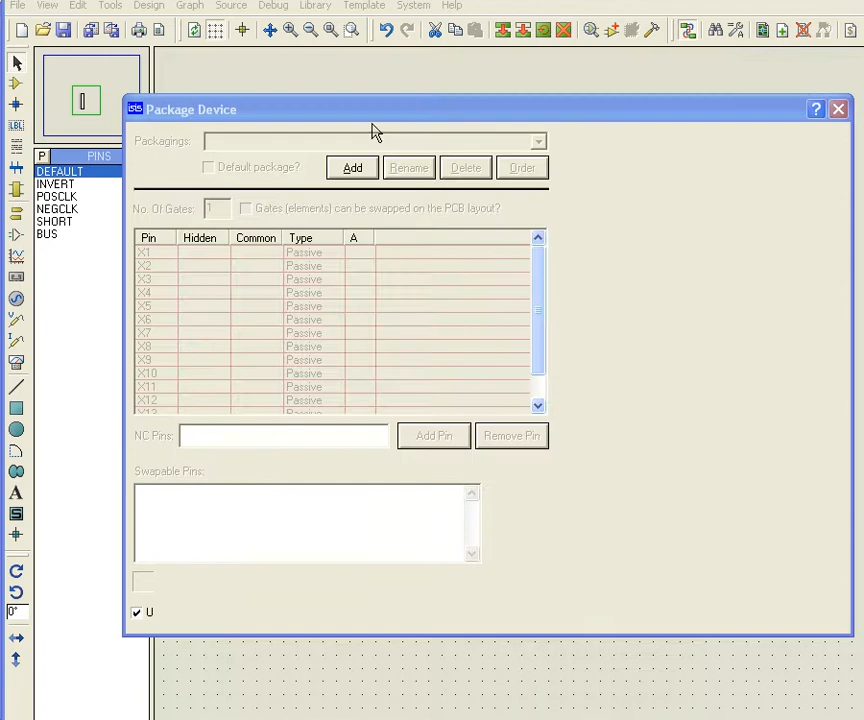 File View Edit Tools Design Graph Source Debug Library Template System Help
LBL
A
0°
P PINS
DEFAULT
INVERT
POSCLK
NEGCLK
SHORT
BUS
isis Package Device ?
Packagings:
Default package? Add Rename Delete Order
No. Of Gates: 1 Gates (elements) can be swapped on the PCB layout?
Pin Hidden Common Type A
X1 Passive
X2 Passive
X3 Passive
X4 Passive
X5 Passive
X6 Passive
X7 Passive
X8 Passive
X9 Passive
X10 Passive
X11 Passive
X12 Passive
X13 Passive
NC Pins: Add Pin Remove Pin
Swapable Pins:
U